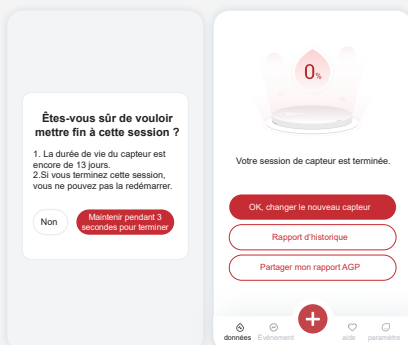 Êtes-vous sûr de vouloir
mettre fin à cette session ?
1. La durée de vie du capteur est
encore de 13 jours.
2.Si vous terminez cette session,
vous ne pouvez pas la redémarrer.
Non
Maintenir pendant 3
secondes pour terminer
0%
Votre session de capteur est terminée.
OK, changer le nouveau capteur
Rapport d'historique
Partager mon rapport AGP
données Événement aide paramètre